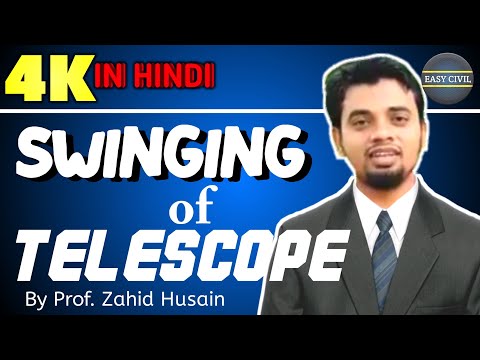 4K IN HINDI
EASY CIVIL
SWINGING
of
TELESCOPE
By Prof. Zahid Husain